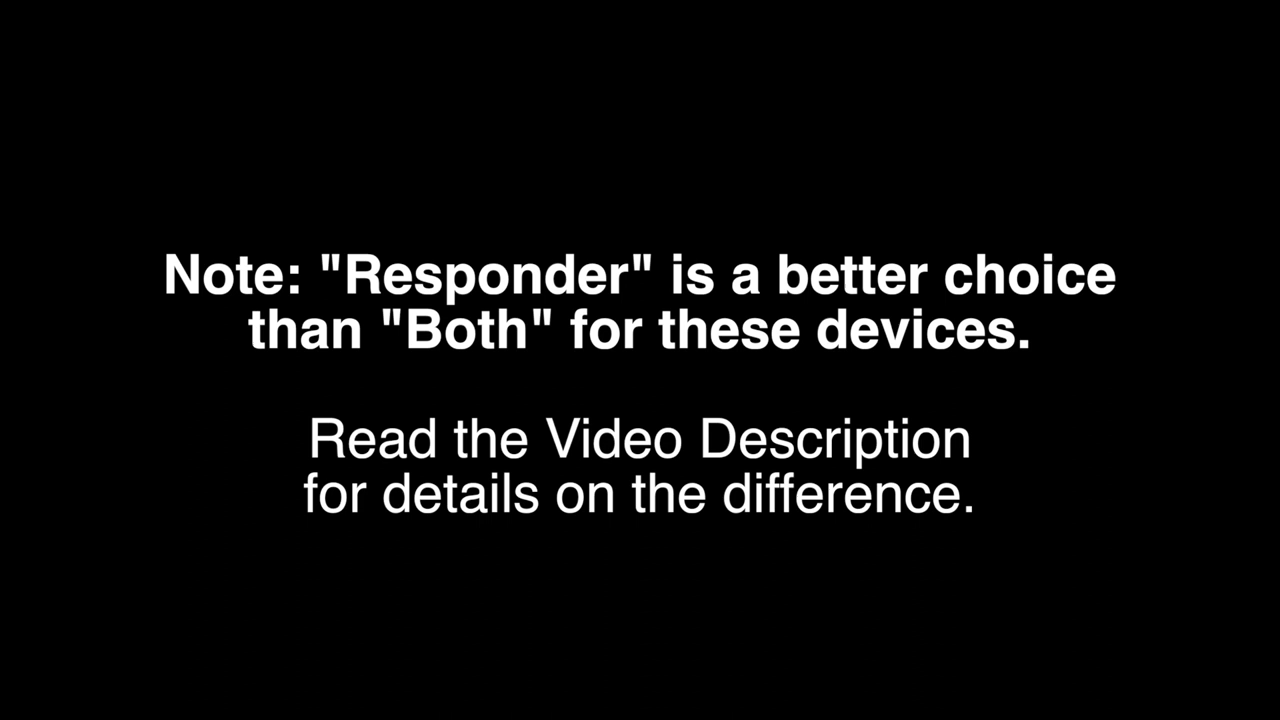 Note: "Responder" is a better choice
than "Both" for these devices.
Read the Video Description
for details on the difference.